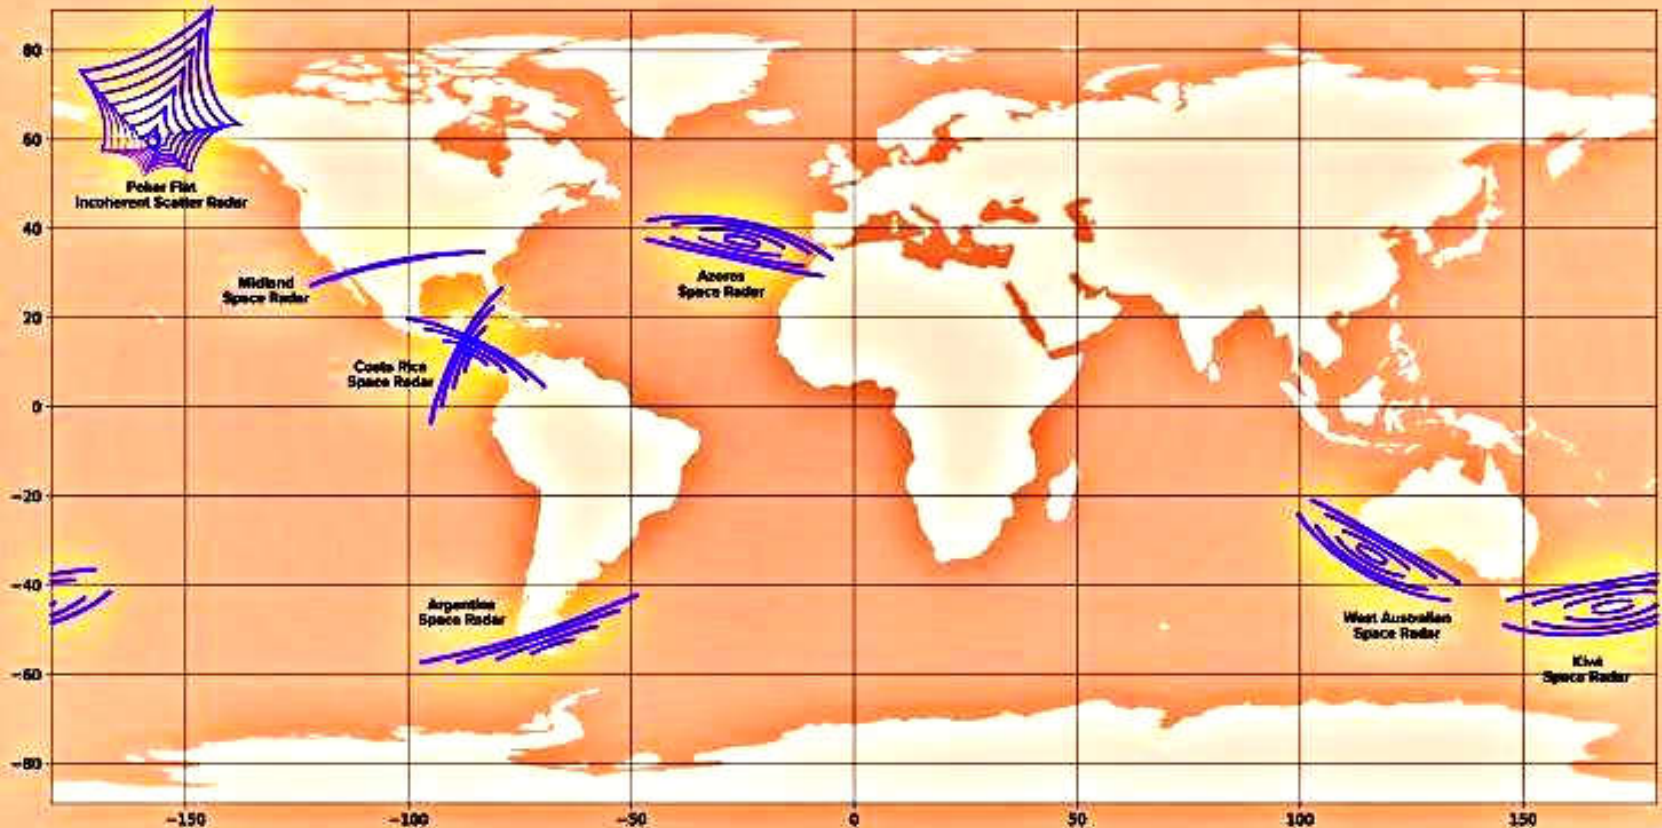 80
60
Poker Flat
Incoherent Scatter Radar
40
Midland
Space Radar
Azores
Space Radar
20
Costa Rica
Space Radar
0
−20
−40
Argentina
Space Radar
West Australian
Space Radar
Kiwi
Space Radar
−60
−80
−150 −100 −50 0 50 100 150